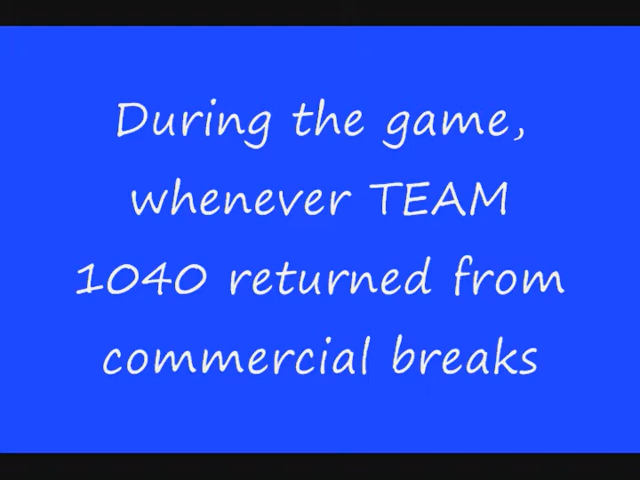 During the game,
whenever TEAM
1040 returned from
commercial breaks